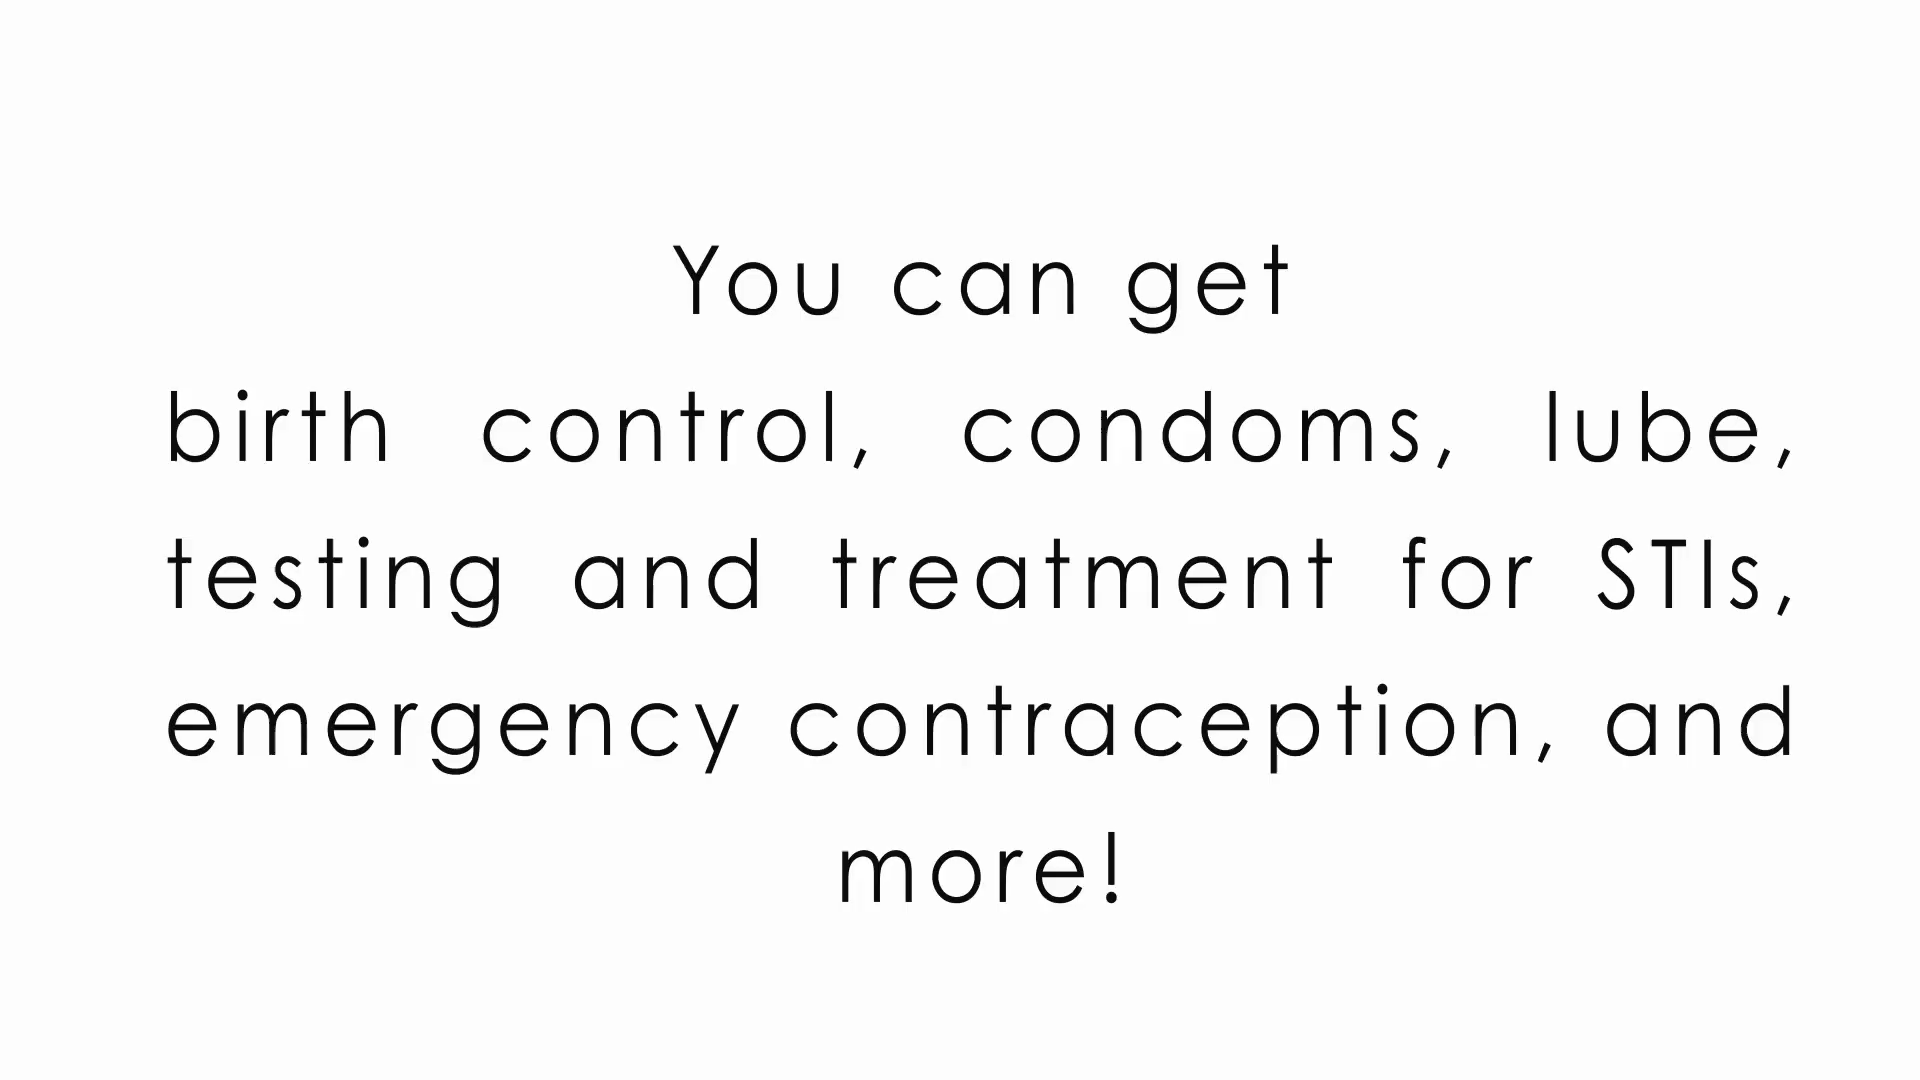 You can get
birth control, condoms, lube,
testing and treatment for STIs,
emergency contraception, and
more!